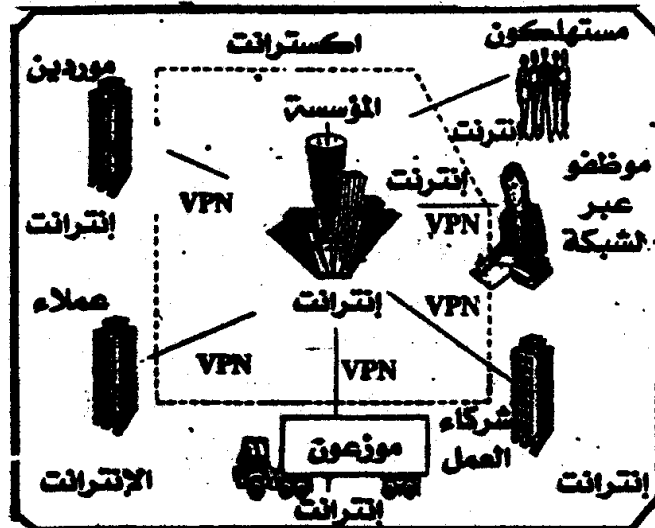 اكسترانت
مستهلكون
موردين
المؤسسة
إنترنت
إنترنت
موظفو
عبر
لشبكة
VPN
VPN
إنترانت
عملاء
إنترانت
VPN
VPN
VPN
شركاء
العمل
موزعون
الإنترانت
إنترانت
إنترانت